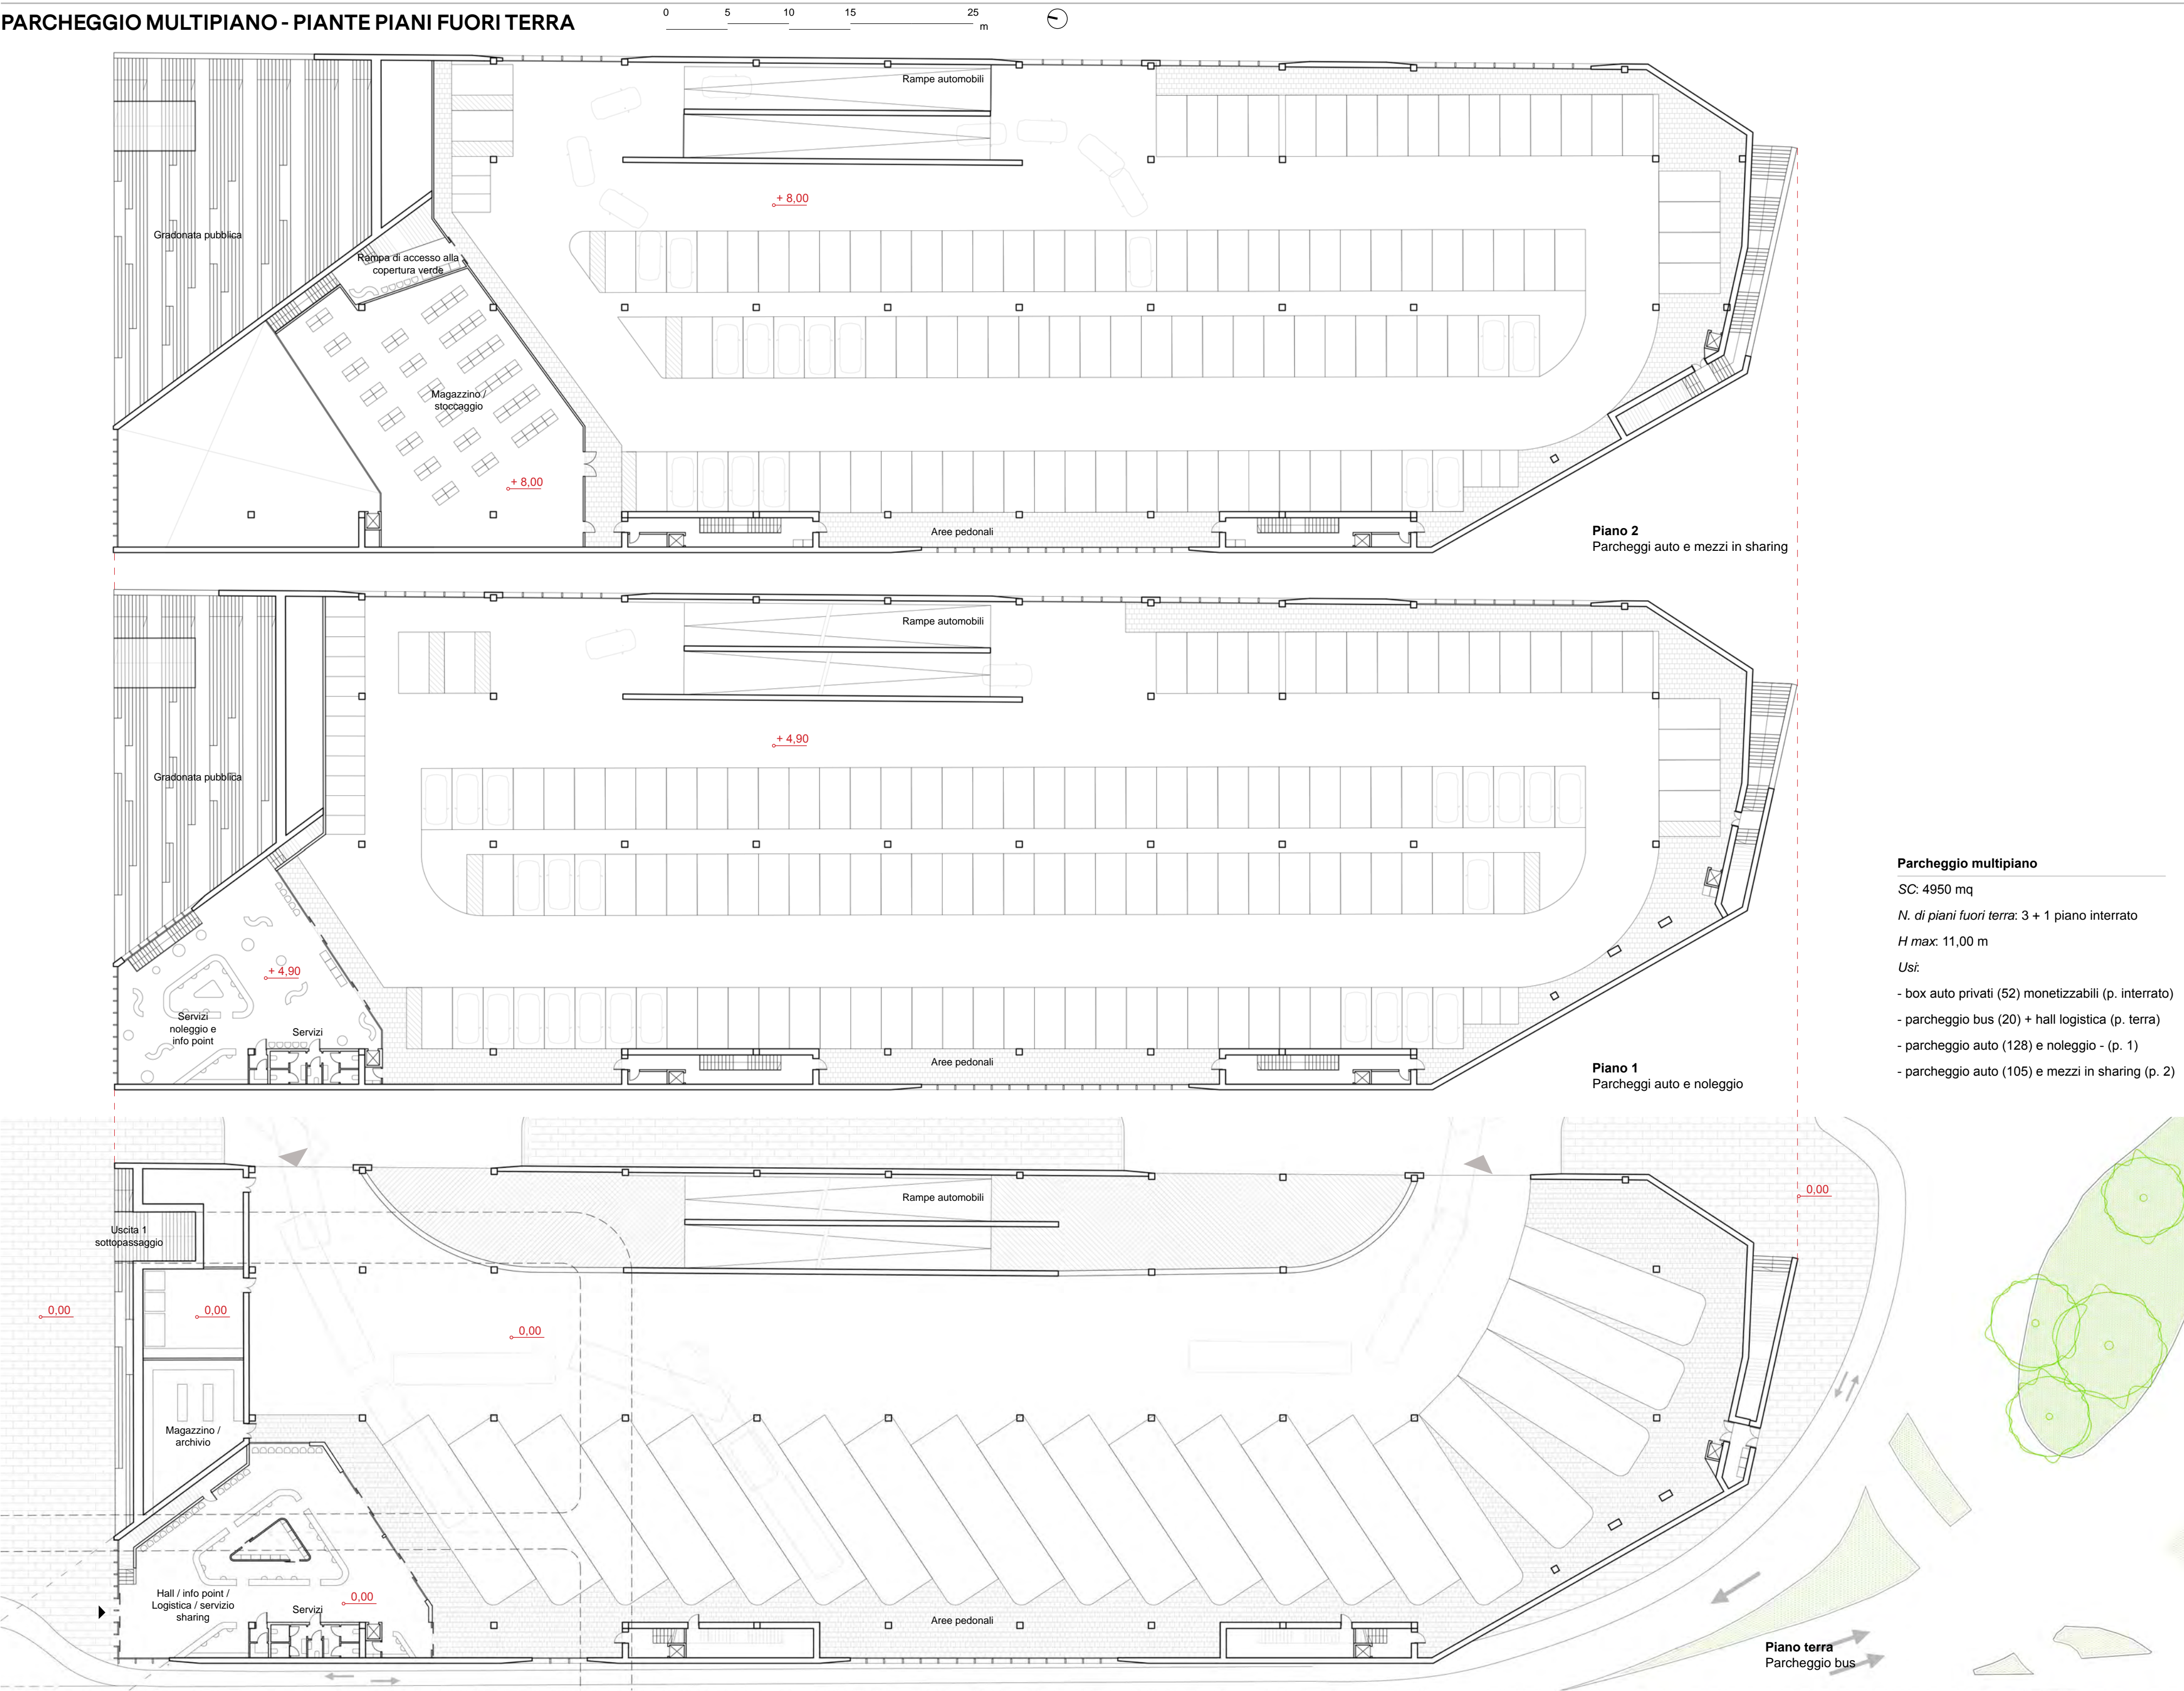 PARCHEGGIO MULTIPIANO - PIANTE PIANI FUORI TERRA
0 5 10 15 25
m
Rampe automobili
+ 8,00
Gradonata pubblica
Rampa di accesso alla
copertura verde
Magazzino /
stoccaggio
+ 8,00
Aree pedonali
Piano 2
Parcheggi auto e mezzi in sharing
Rampe automobili
+ 4,90
Gradonata pubblica
+ 4,90
Servizi
noleggio e
info point
Servizi
Aree pedonali
Piano 1
Parcheggi auto e noleggio
Parcheggio multipiano
SC: 4950 mq
N. di piani fuori terra: 3 + 1 piano interrato
H max: 11,00 m
Usi:
- box auto privati (52) monetizzabili (p. interrato)
- parcheggio bus (20) + hall logistica (p. terra)
- parcheggio auto (128) e noleggio - (p. 1)
- parcheggio auto (105) e mezzi in sharing (p. 2)
Rampe automobili
0,00
Uscita 1
sottopassaggio
0,00
0,00
0,00
Magazzino /
archivio
Hall / info point /
Logistica / servizio
sharing
0,00
Servizi
Aree pedonali
Piano terra
Parcheggio bus